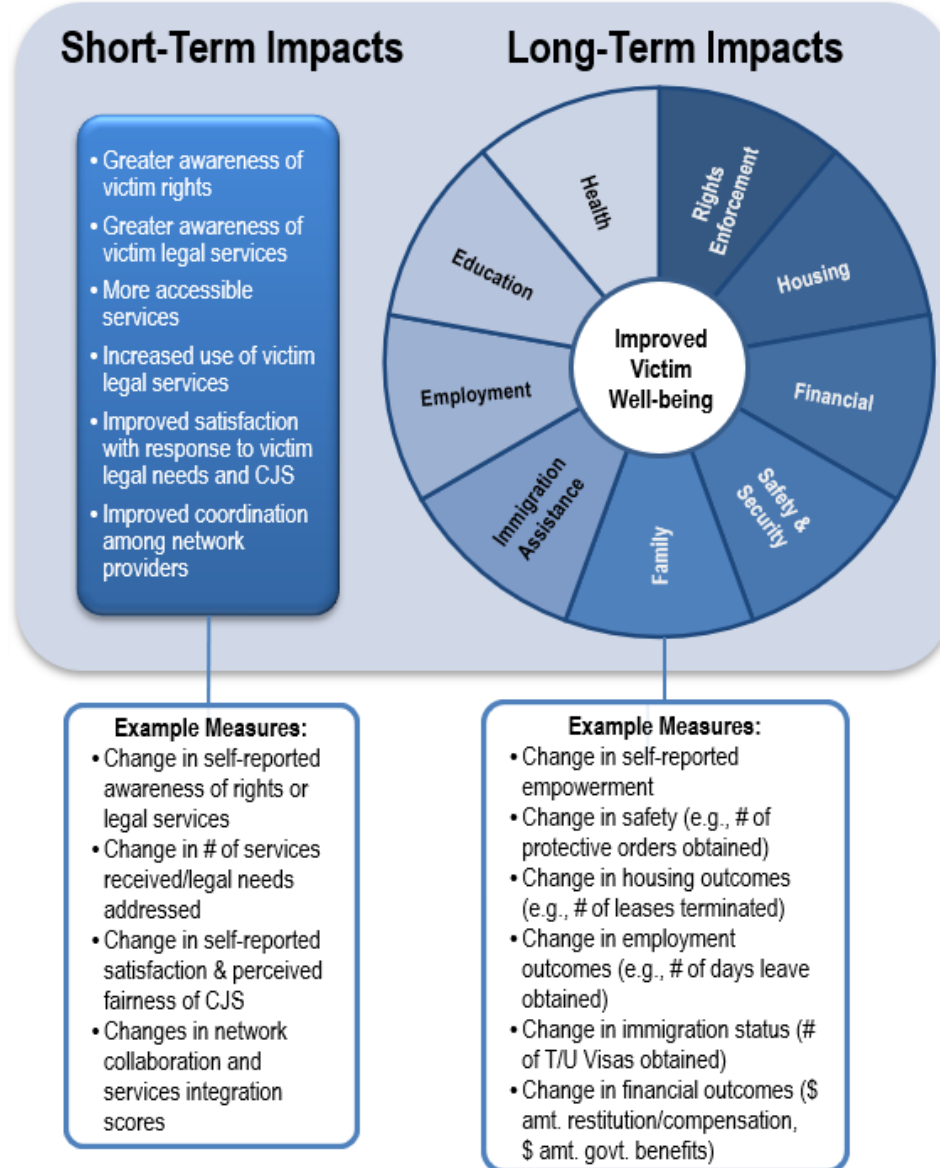 Short-Term Impacts
• Greater awareness of
victim rights
• Greater awareness of
victim legal services
• More accessible
services
• Increased use of victim
legal services
• Improved satisfaction
with response to victim
legal needs and CJS
• Improved coordination
among network
providers
Long-Term Impacts
Rights
Enforcement
Housing
Financial
Safety &
Security
Family
Immigration
Assistance
Employment
Education
Health
Improved
Victim
Well-being
Example Measures:
• Change in self-reported
awareness of rights or
legal services
• Change in # of services
received/legal needs
addressed
• Change in self-reported
satisfaction & perceived
fairness of CJS
• Changes in network
collaboration and
services integration
scores
Example Measures:
• Change in self-reported
empowerment
• Change in safety (e.g., # of
protective orders obtained)
• Change in housing outcomes
(e.g., # of leases terminated)
• Change in employment
outcomes (e.g., # of days leave
obtained)
• Change in immigration status (#
of T/U Visas obtained)
• Change in financial outcomes ($
amt. restitution/compensation,
$ amt. govt. benefits)